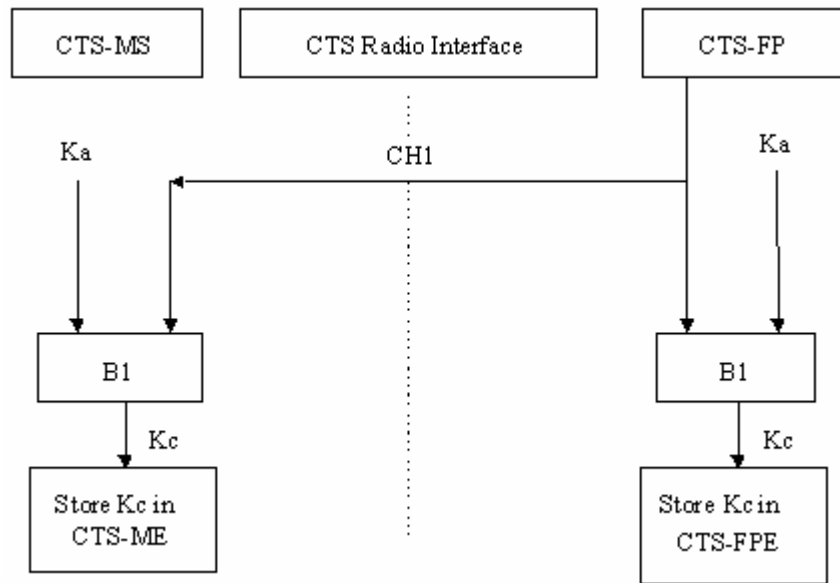 CTS-MS
CTS Radio Interface
CTS-FP
Ka
CH1
Ka
B1
B1
Kc
Kc
Store Kc in
CTS-ME
Store Kc in
CTS-FPE